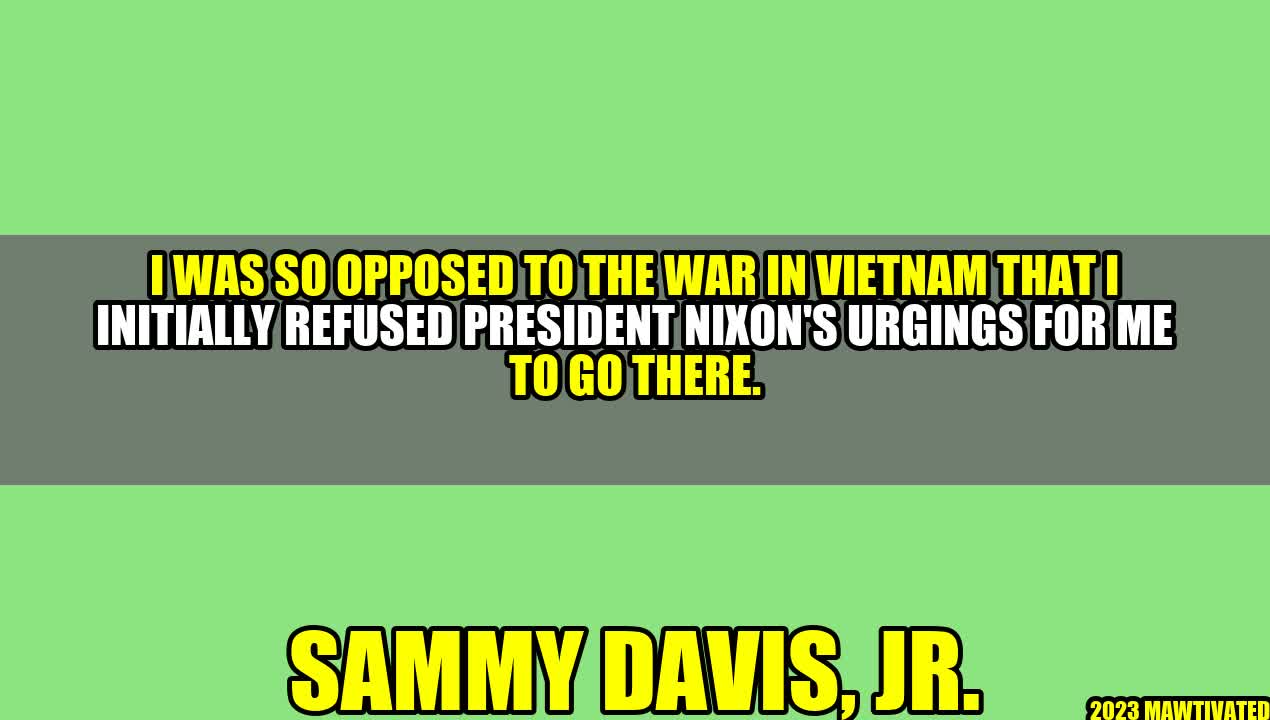 I WAS SO OPPOSED TO THE WAR IN VIETNAM THAT I
INITIALLY REFUSED PRESIDENT NIXON'S URGINGS FOR ME
TO GO THERE.
SAMMY DAVIS, JR.
2023 MAWTIVATED